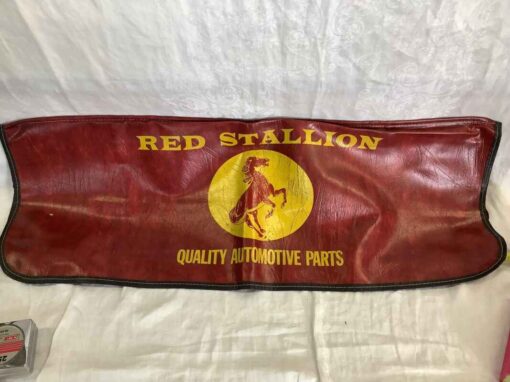 RED STALLION
QUALITY AUTOMOTIVE PARTS